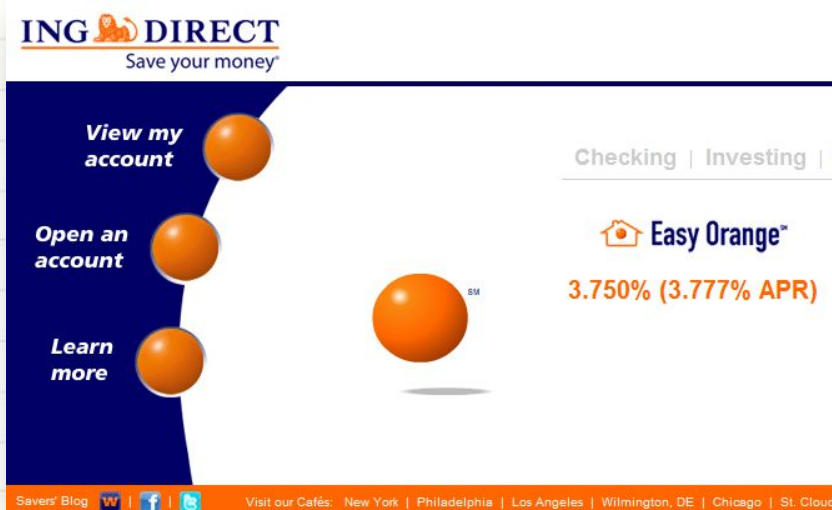 ING DIRECT
Save your money®
View my
account
Checking | Investing |
Open an
account
Easy Orange℠
3.750% (3.777% APR)
SM
Learn
more
Savers' Blog W | f | t | Visit our Cafés: New York | Philadelphia | Los Angeles | Wilmington, DE | Chicago | St. Cloud